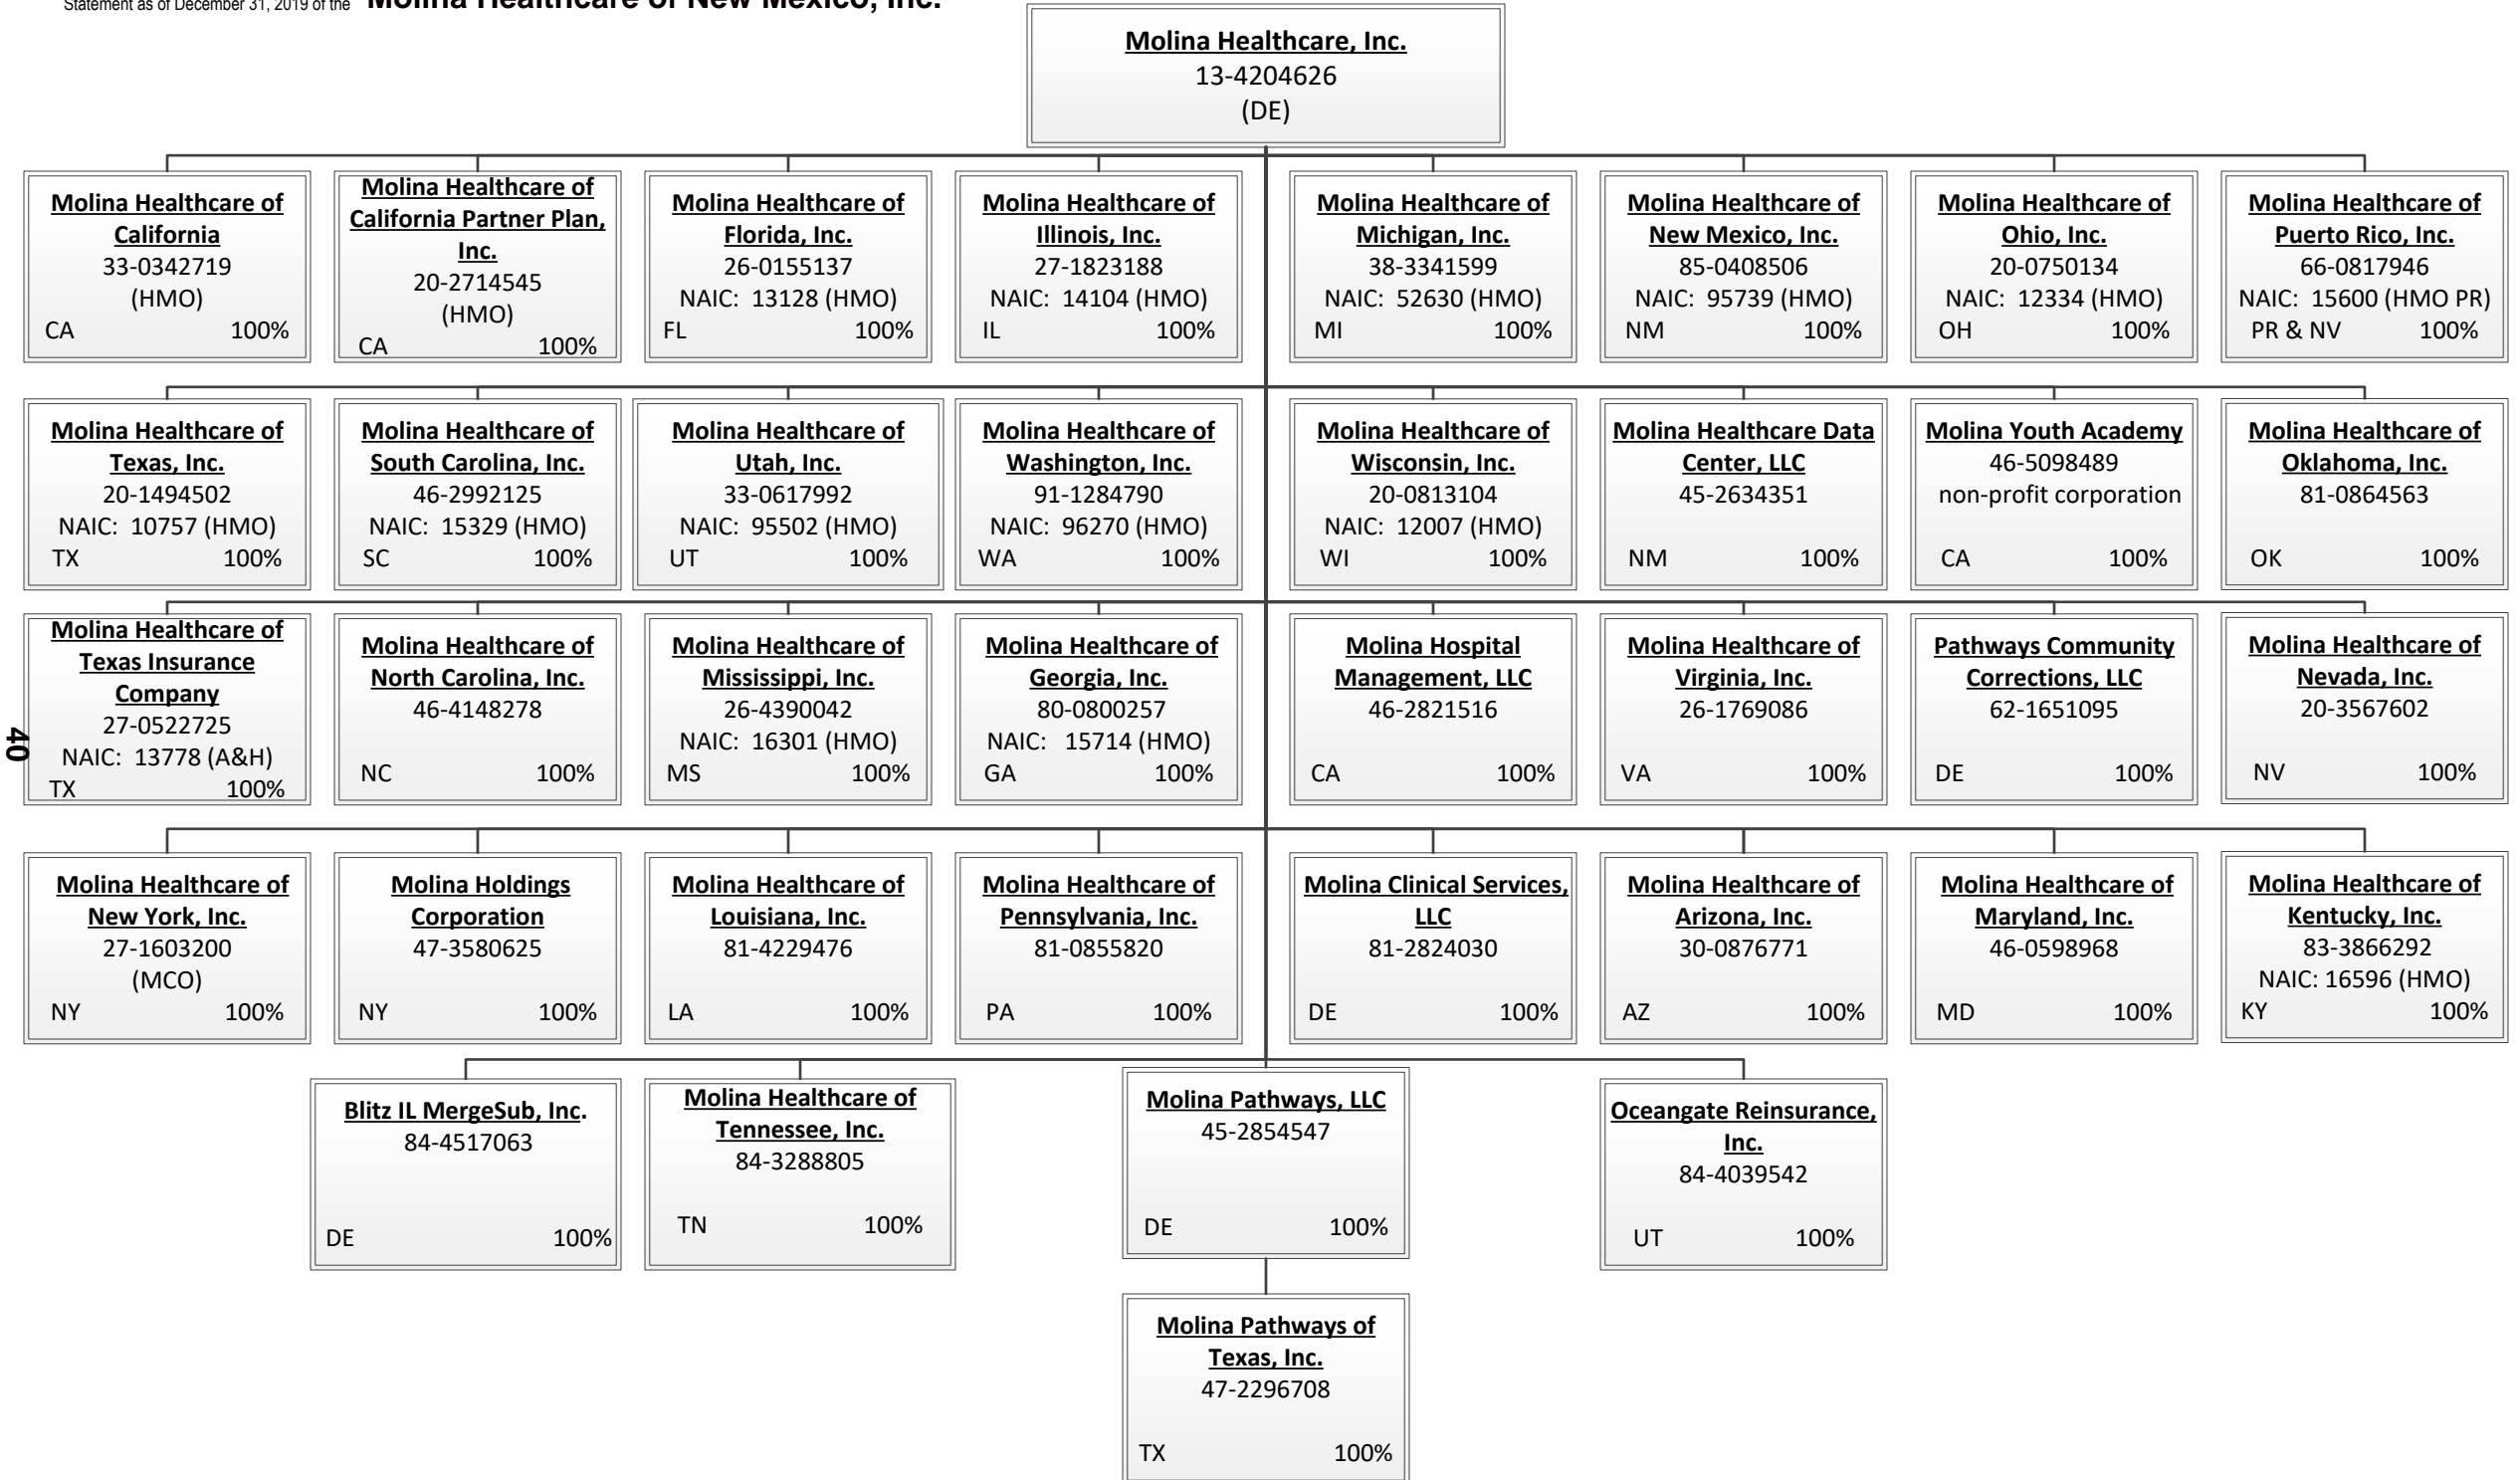 Statement as of December 31, 2019 of the Molina Healthcare of New Mexico, Inc.
Molina Healthcare, Inc.
13-4204626
(DE)
Molina Healthcare of
California
33-0342719
(HMO)
CA 100%
Molina Healthcare of
California Partner Plan,
Inc.
20-2714545
(HMO)
CA 100%
Molina Healthcare of
Florida, Inc.
26-0155137
NAIC: 13128 (HMO)
FL 100%
Molina Healthcare of
Illinois, Inc.
27-1823188
NAIC: 14104 (HMO)
IL 100%
Molina Healthcare of
Michigan, Inc.
38-3341599
NAIC: 52630 (HMO)
MI 100%
Molina Healthcare of
New Mexico, Inc.
85-0408506
NAIC: 95739 (HMO)
NM 100%
Molina Healthcare of
Ohio, Inc.
20-0750134
NAIC: 12334 (HMO)
OH 100%
Molina Healthcare of
Puerto Rico, Inc.
66-0817946
NAIC: 15600 (HMO PR)
PR & NV 100%
Molina Healthcare of
Texas, Inc.
20-1494502
NAIC: 10757 (HMO)
TX 100%
Molina Healthcare of
South Carolina, Inc.
46-2992125
NAIC: 15329 (HMO)
SC 100%
Molina Healthcare of
Utah, Inc.
33-0617992
NAIC: 95502 (HMO)
UT 100%
Molina Healthcare of
Washington, Inc.
91-1284790
NAIC: 96270 (HMO)
WA 100%
Molina Healthcare of
Wisconsin, Inc.
20-0813104
NAIC: 12007 (HMO)
WI 100%
Molina Healthcare Data
Center, LLC
45-2634351
NM 100%
Molina Youth Academy
46-5098489
non-profit corporation
CA 100%
Molina Healthcare of
Oklahoma, Inc.
81-0864563
OK 100%
Molina Healthcare of
Texas Insurance
Company
27-0522725
NAIC: 13778 (A&H)
TX 100%
Molina Healthcare of
North Carolina, Inc.
46-4148278
NC 100%
Molina Healthcare of
Mississippi, Inc.
26-4390042
NAIC: 16301 (HMO)
MS 100%
Molina Healthcare of
Georgia, Inc.
80-0800257
NAIC: 15714 (HMO)
GA 100%
Molina Hospital
Management, LLC
46-2821516
CA 100%
Molina Healthcare of
Virginia, Inc.
26-1769086
VA 100%
Pathways Community
Corrections, LLC
62-1651095
DE 100%
Molina Healthcare of
Nevada, Inc.
20-3567602
NV 100%
40
Molina Healthcare of
New York, Inc.
27-1603200
(MCO)
NY 100%
Molina Holdings
Corporation
47-3580625
NY 100%
Molina Healthcare of
Louisiana, Inc.
81-4229476
LA 100%
Molina Healthcare of
Pennsylvania, Inc.
81-0855820
PA 100%
Molina Clinical Services,
LLC
81-2824030
DE 100%
Molina Healthcare of
Arizona, Inc.
30-0876771
AZ 100%
Molina Healthcare of
Maryland, Inc.
46-0598968
MD 100%
Molina Healthcare of
Kentucky, Inc.
83-3866292
NAIC: 16596 (HMO)
KY 100%
Blitz IL MergeSub, Inc.
84-4517063
DE 100%
Molina Healthcare of
Tennessee, Inc.
84-3288805
TN 100%
Molina Pathways, LLC
45-2854547
DE 100%
Oceangate Reinsurance,
Inc.
84-4039542
UT 100%
Molina Pathways of
Texas, Inc.
47-2296708
TX 100%